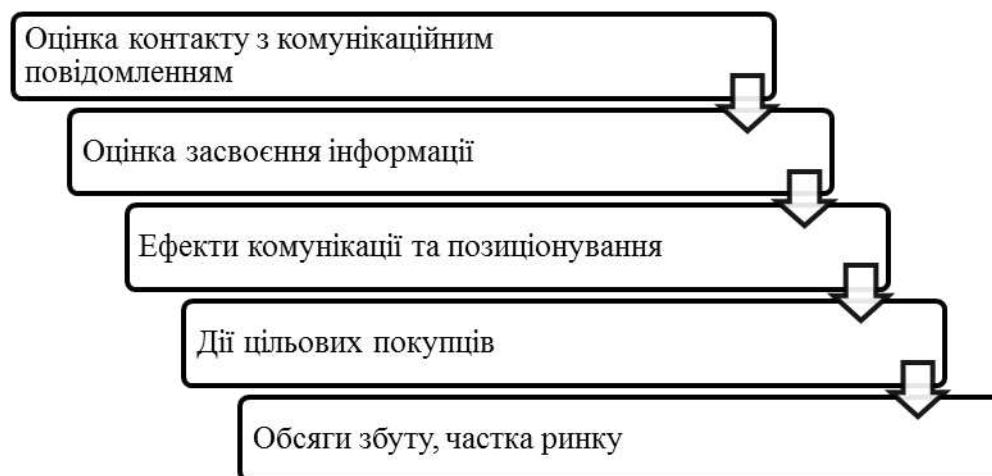 Оцінка контакту з комунікаційним
повідомленням
Оцінка засвоєння інформації
Ефекти комунікації та позиціонування
Дії цільових покупців
Обсяги збуту, частка ринку